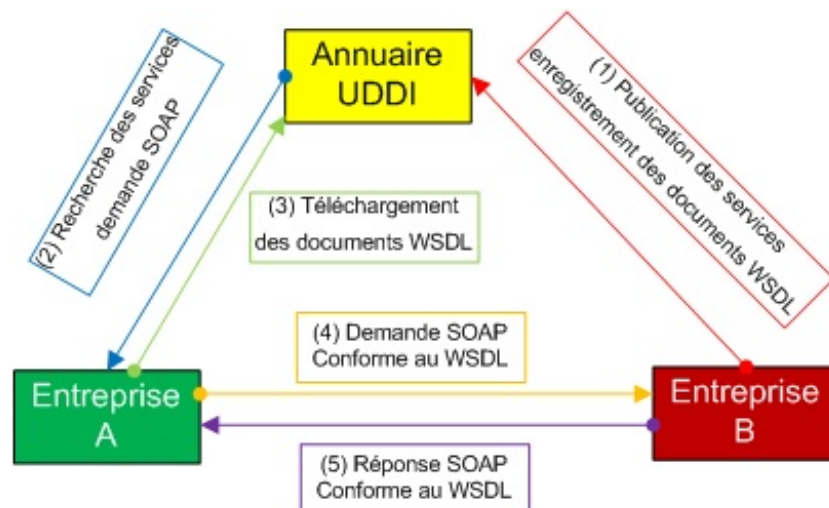 Annuaire
UDDI
(1) Publication des services
enregistrement des documents WSDL
(2) Recherche des services
demande SOAP
(3) Téléchargement
des documents WSDL
(4) Demande SOAP
Conforme au WSDL
Entreprise
A
Entreprise
B
(5) Réponse SOAP
Conforme au WSDL